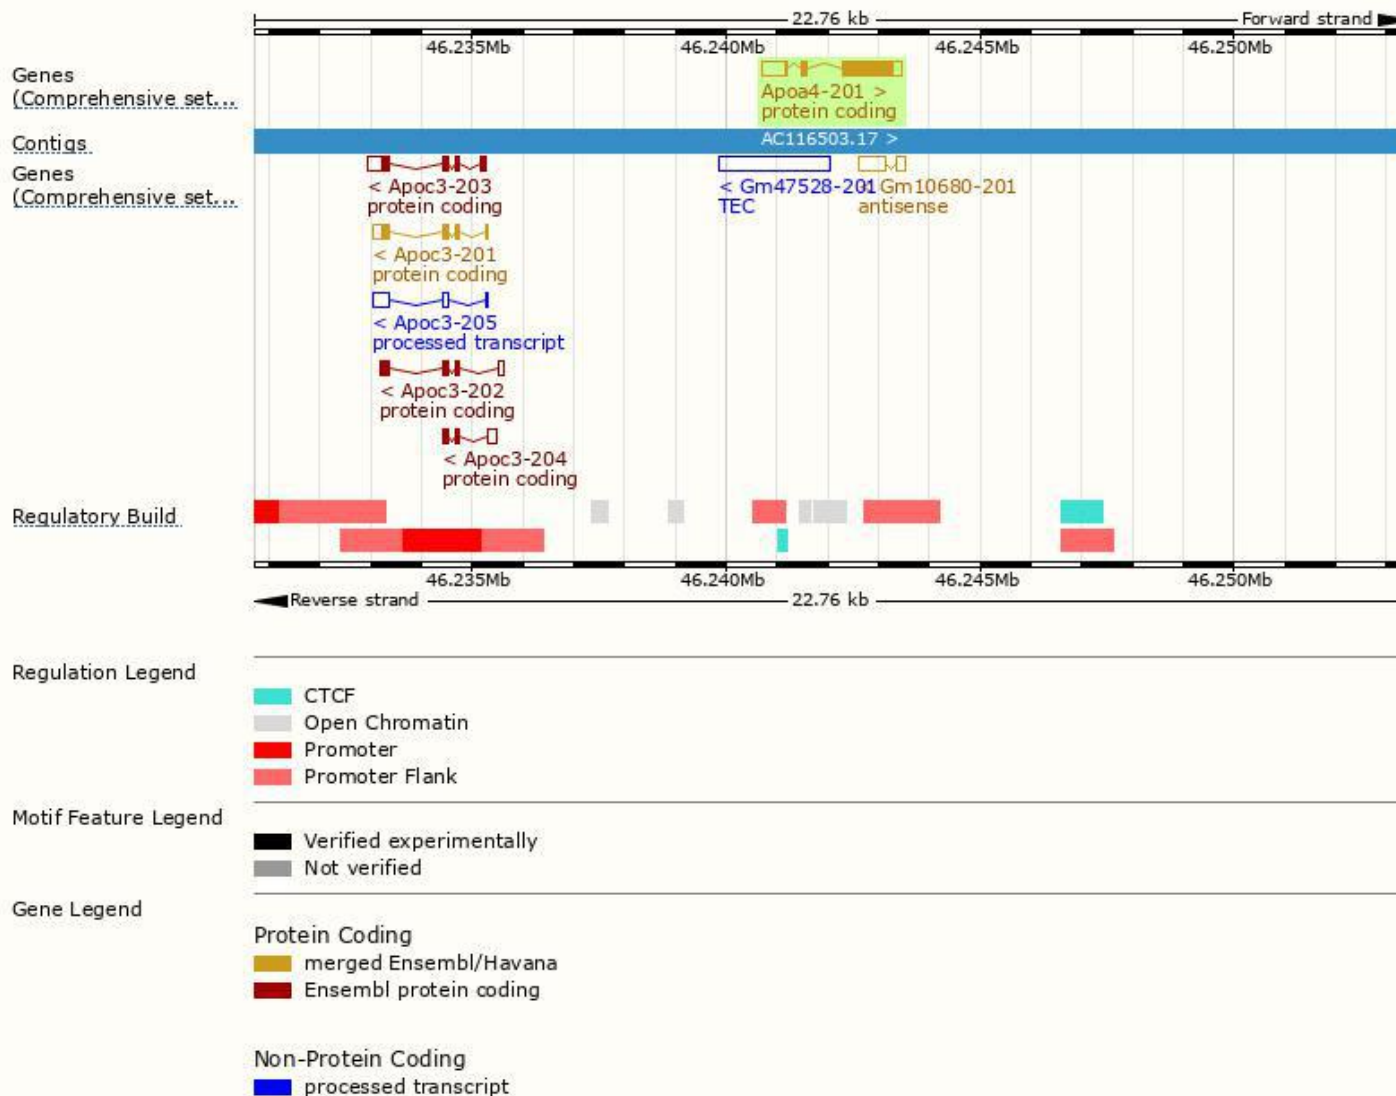 22.76 kb Forward strand
46.235Mb 46.240Mb 46.245Mb 46.250Mb
Genes
(Comprehensive set...
Apoa4-201 >
protein coding
Contigs
AC116503.17 >
Genes
(Comprehensive set...
< Apoc3-203
protein coding
< Gm47528-201
TEC
< Gm10680-201
antisense
< Apoc3-201
protein coding
< Apoc3-205
processed transcript
< Apoc3-202
protein coding
< Apoc3-204
protein coding
Regulatory Build
46.235Mb 46.240Mb 46.245Mb 46.250Mb
Reverse strand 22.76 kb
Regulation Legend
CTCF
Open Chromatin
Promoter
Promoter Flank
Motif Feature Legend
Verified experimentally
Not verified
Gene Legend
Protein Coding
merged Ensembl/Havana
Ensembl protein coding
Non-Protein Coding
processed transcript